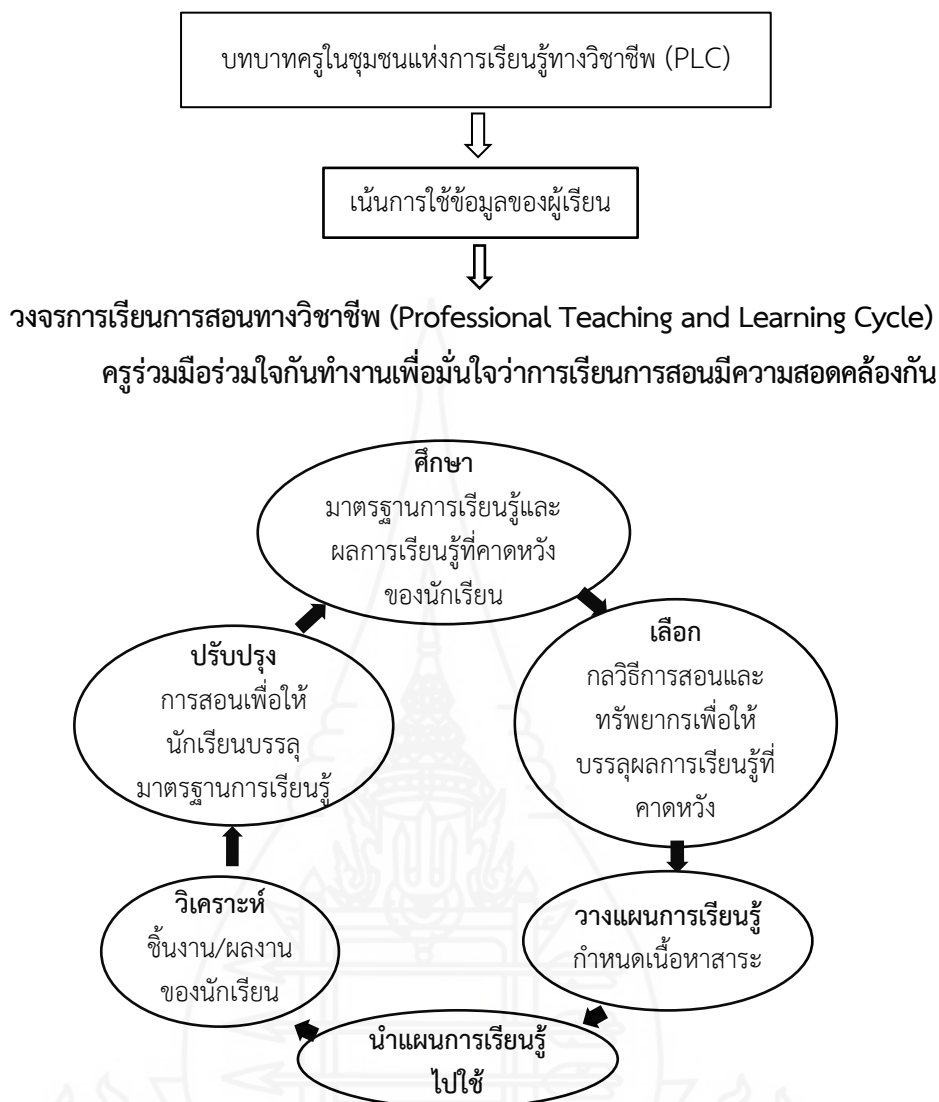 บทบาทครูในชุมชนแห่งการเรียนรู้ทางวิชาชีพ (PLC)
เน้นการใช้ข้อมูลของผู้เรียน
วงจรการเรียนการสอนทางวิชาชีพ (Professional Teaching and Learning Cycle)
ครูร่วมมือร่วมใจกันทำงานเพื่อมั่นใจว่าการเรียนการสอนมีความสอดคล้องกัน
ศึกษา
มาตรฐานการเรียนรู้และ
ผลการเรียนรู้ที่คาดหวัง
ของนักเรียน
เลือก
กลวิธีการสอนและ
ทรัพยากรเพื่อให้
บรรลุผลการเรียนรู้ที่
คาดหวัง
วางแผนการเรียนรู้
กำหนดเนื้อหาสาระ
นำแผนการเรียนรู้
ไปใช้
วิเคราะห์
ชิ้นงาน/ผลงาน
ของนักเรียน
ปรับปรุง
การสอนเพื่อให้
นักเรียนบรรลุ
มาตรฐานการเรียนรู้